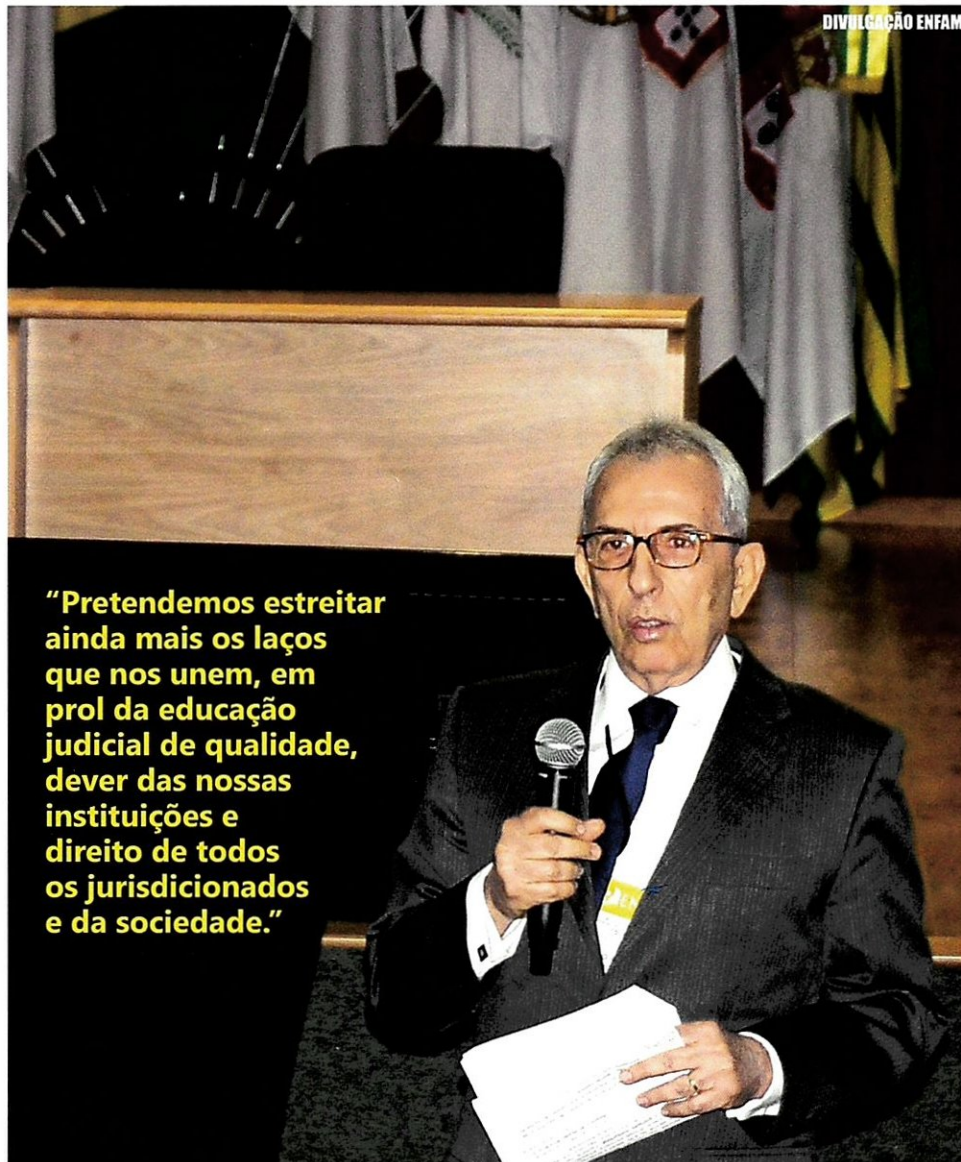 DIVULGAÇÃO ENFAM
“Pretendemos estreitar
ainda mais os laços
que nos unem, em
prol da educação
judicial de qualidade,
dever das nossas
instituições e
direito de todos
os jurisdicionados
e da sociedade.”